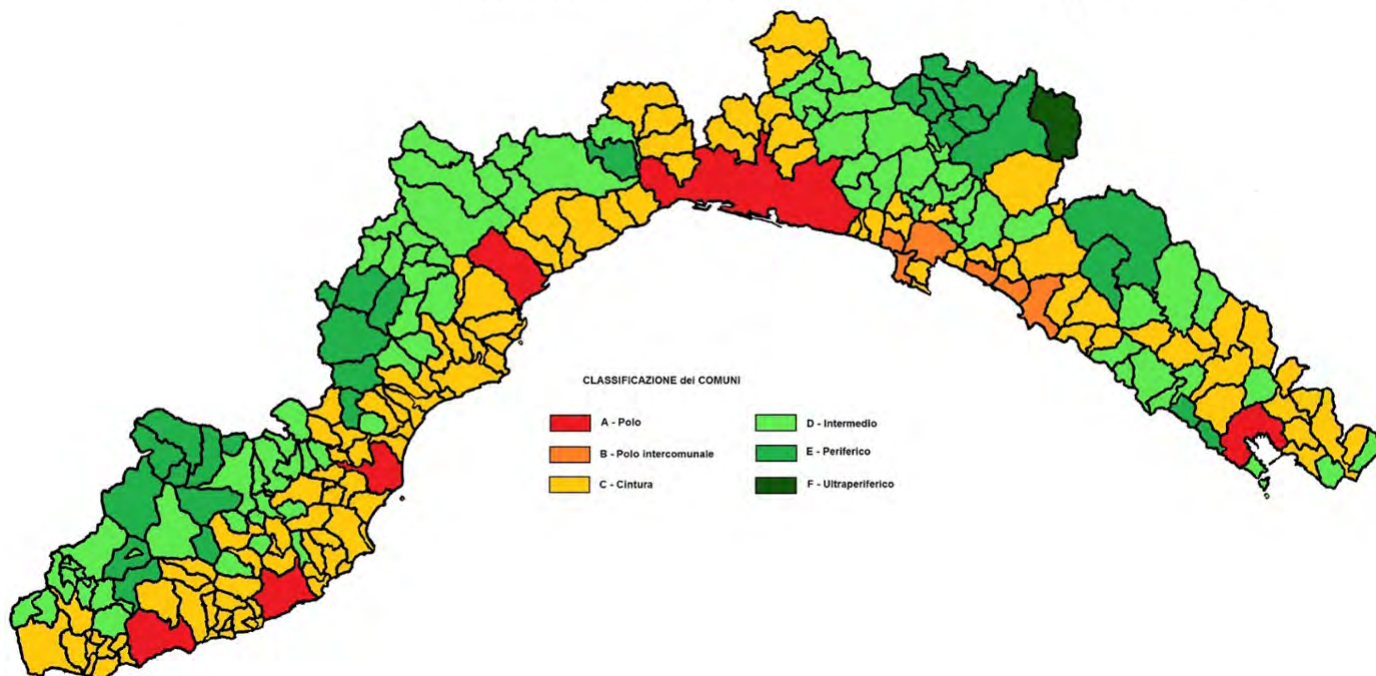 CLASSIFICAZIONE dei COMUNI
A - Polo
B - Polo intercomunale
C - Cintura
D - Intermedio
E - Periferico
F - Ultraperiferico